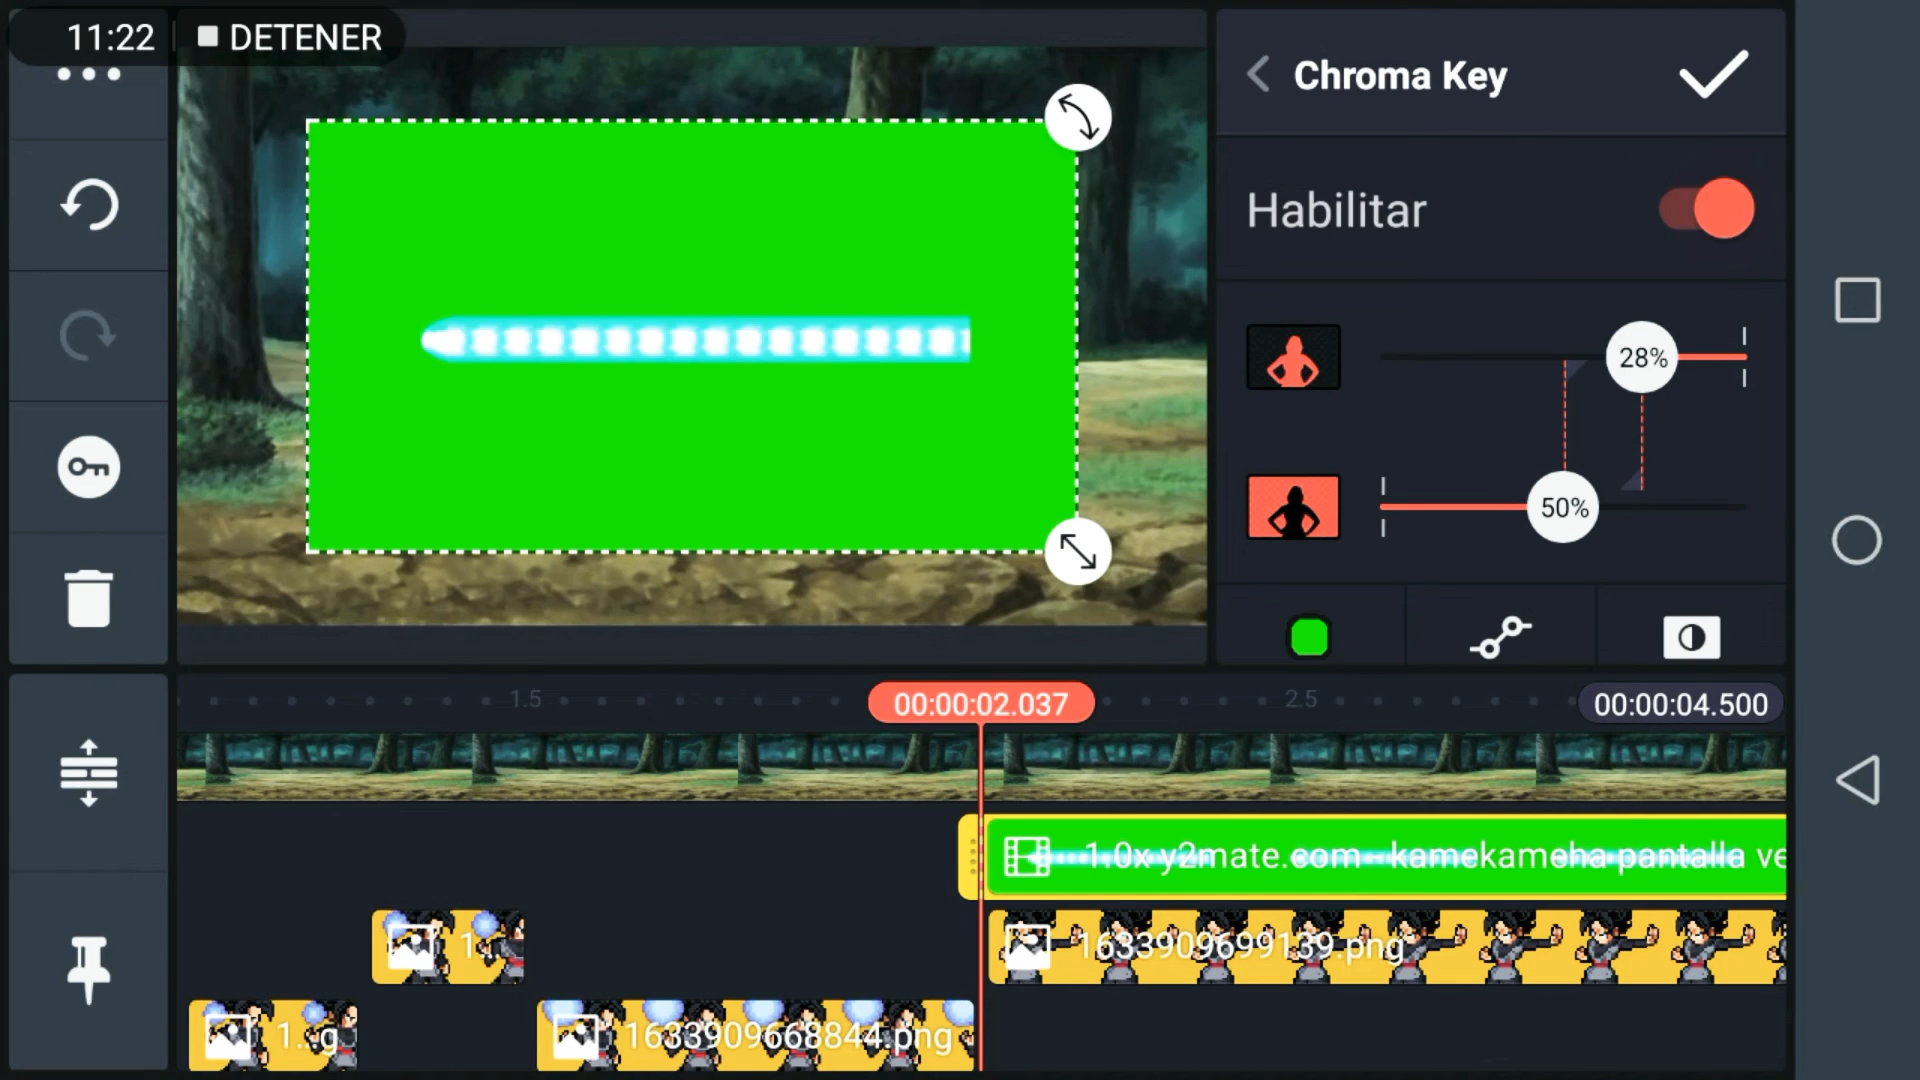 11:22 DETENER
Chroma Key
Habilitar
28%
50%
1.5
00:00:02.037
2.5
00:00:04.500
1.0x y2mate.com - kamekameha pantalla ve
1..
1633909699139.png
1...g
1633909668844.png